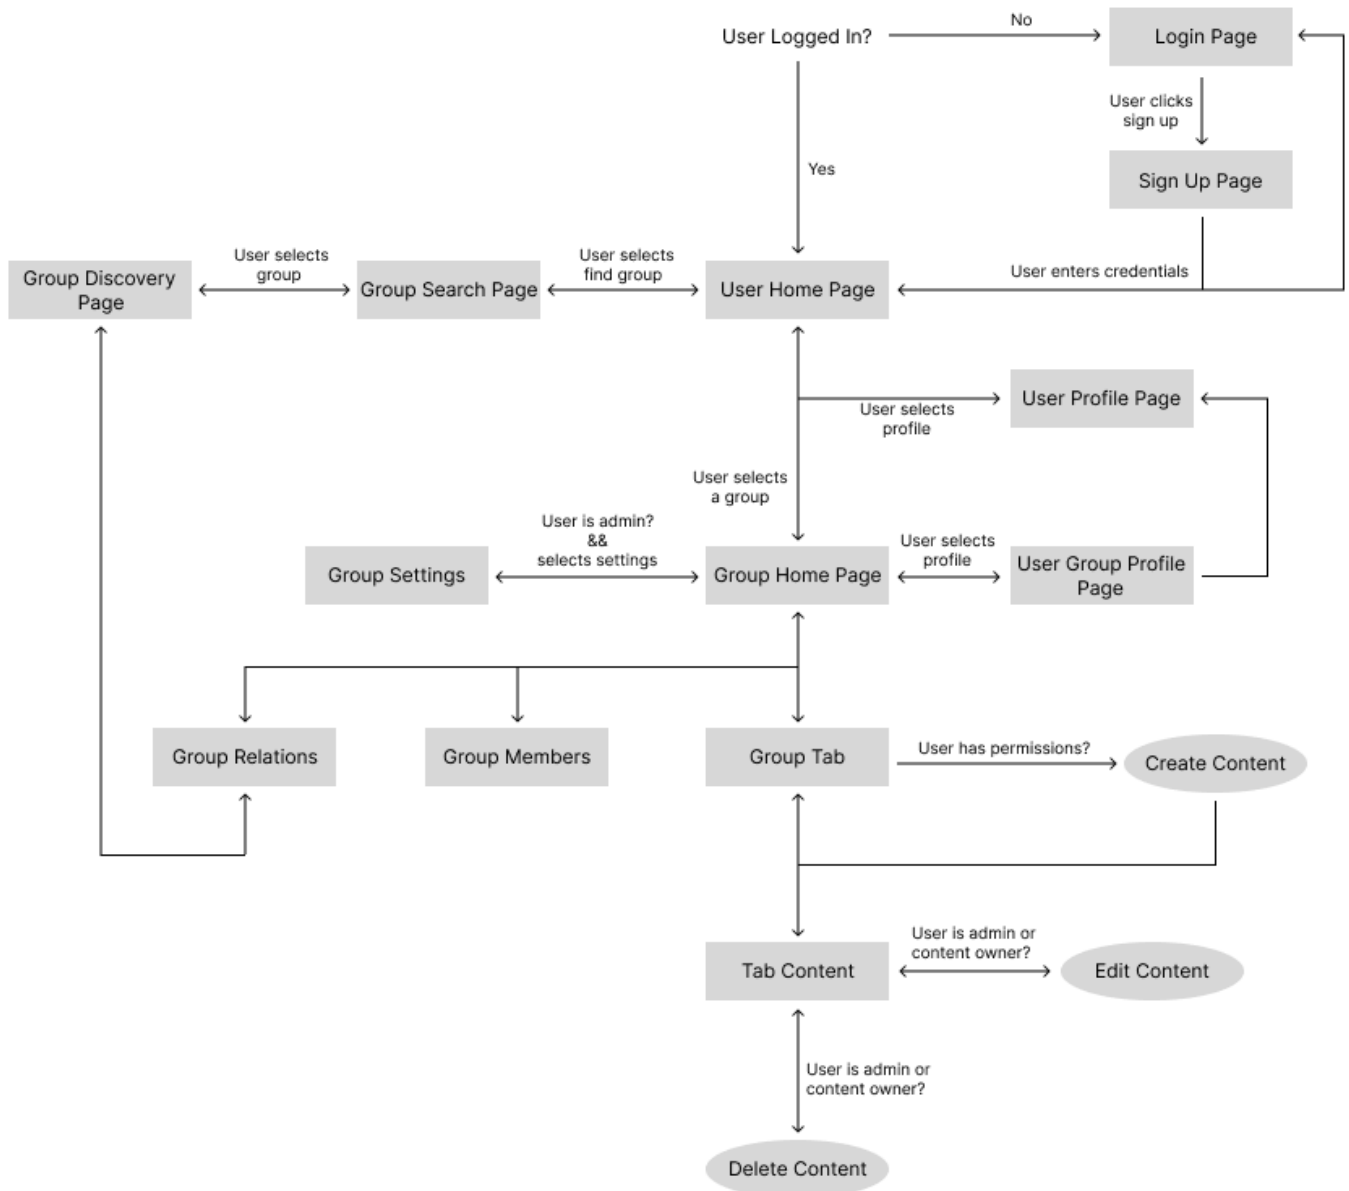 No
User Logged In?
Login Page
User clicks
sign up
Yes
Sign Up Page
User selects
group
User selects
find group
User enters credentials
Group Discovery
Page
Group Search Page
User Home Page
User selects
profile
User Profile Page
User selects
a group
User is admin?
&&
selects settings
User selects
profile
Group Settings
Group Home Page
User Group Profile
Page
Group Relations
Group Members
Group Tab
User has permissions?
Create Content
User is admin or
content owner?
Tab Content
Edit Content
User is admin or
content owner?
Delete Content